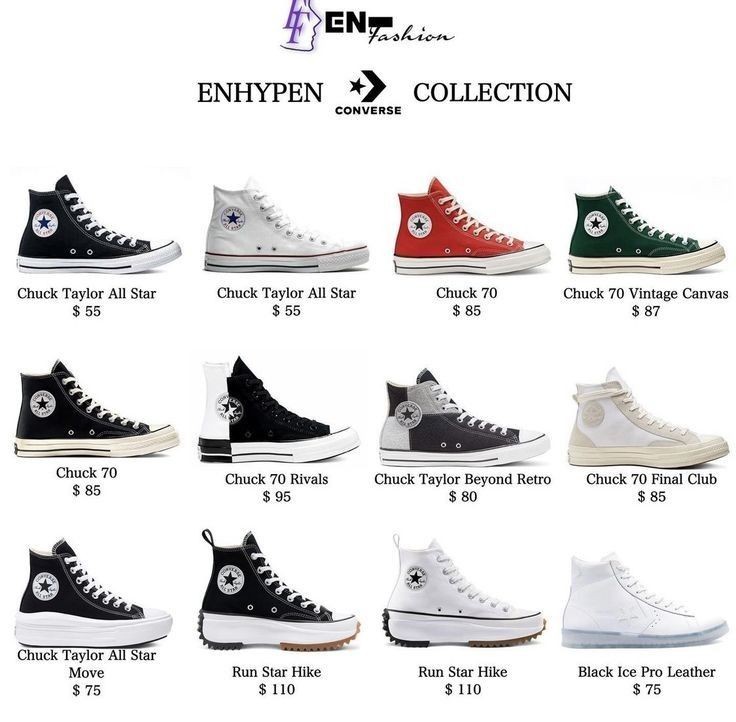 EF ENT
Fashion
ENHYPEN CONVERSE COLLECTION
Chuck Taylor All Star
$ 55
Chuck Taylor All Star
$ 55
Chuck 70
$ 85
Chuck 70 Vintage Canvas
$ 87
Chuck 70
$ 85
Chuck 70 Rivals
$ 95
Chuck Taylor Beyond Retro
$ 80
Chuck 70 Final Club
$ 85
Chuck Taylor All Star
Move
$ 75
Run Star Hike
$ 110
Run Star Hike
$ 110
Black Ice Pro Leather
$ 75